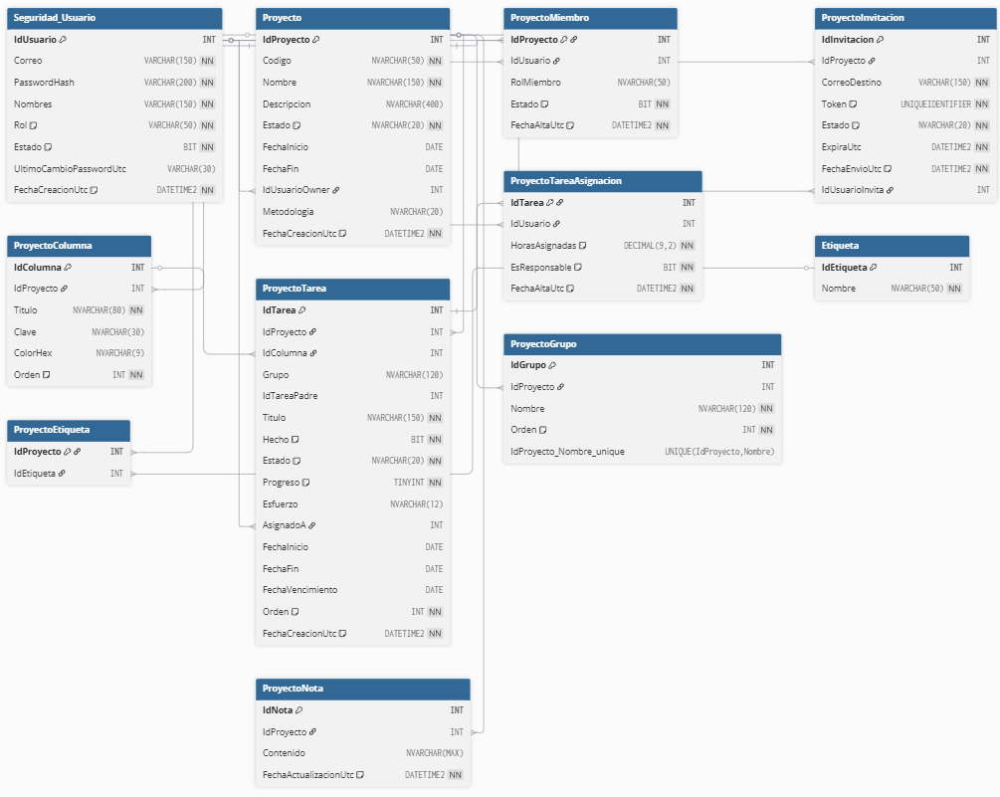 Seguridad_Usuario
IdUsuario INT
Correo VARCHAR(150) NN
PasswordHash VARCHAR(200) NN
Nombres VARCHAR(150) NN
Rol VARCHAR(50) NN
Estado BIT NN
UltimoCambioPasswordUtc VARCHAR(30)
FechaCreacionUtc DATETIME2 NN
Proyecto
IdProyecto INT
Codigo NVARCHAR(50) NN
Nombre NVARCHAR(150) NN
Descripcion NVARCHAR(400)
Estado NVARCHAR(20) NN
FechaInicio DATE
FechaFin DATE
IdUsuarioOwner INT
Metodologia NVARCHAR(20)
FechaCreacionUtc DATETIME2 NN
ProyectoMiembro
IdProyecto INT
IdUsuario INT
RolMiembro NVARCHAR(50)
Estado BIT NN
FechaAltaUtc DATETIME2 NN
ProyectoInvitacion
IdInvitacion INT
IdProyecto INT
CorreoDestino VARCHAR(150) NN
Token UNIQUEIDENTIFIER NN
Estado NVARCHAR(20) NN
ExpiraUtc DATETIME2 NN
FechaEnvioUtc DATETIME2 NN
IdUsuarioInvita INT
ProyectoTareaAsignacion
IdTarea INT
IdUsuario INT
HorasAsignadas DECIMAL(9,2) NN
EsResponsable BIT NN
FechaAltaUtc DATETIME2 NN
ProyectoColumna
IdColumna INT
IdProyecto INT
Titulo NVARCHAR(80) NN
Clave NVARCHAR(30)
ColorHex NVARCHAR(9)
Orden INT NN
Etiqueta
IdEtiqueta INT
Nombre NVARCHAR(50) NN
ProyectoTarea
IdTarea INT
IdProyecto INT
IdColumna INT
Grupo NVARCHAR(120)
IdTareaPadre INT
Titulo NVARCHAR(150) NN
Hecho BIT NN
Estado NVARCHAR(20) NN
Progreso TINYINT NN
Esfuerzo NVARCHAR(12)
AsignadoA INT
FechaInicio DATE
FechaFin DATE
FechaVencimiento DATE
Orden INT NN
FechaCreacionUtc DATETIME2 NN
ProyectoGrupo
IdGrupo INT
IdProyecto INT
Nombre NVARCHAR(120) NN
Orden INT NN
IdProyecto_Nombre_unique UNIQUE(IdProyecto,Nombre)
ProyectoEtiqueta
IdProyecto INT
IdEtiqueta INT
ProyectoNota
IdNota INT
IdProyecto INT
Contenido NVARCHAR(MAX)
FechaActualizacionUtc DATETIME2 NN